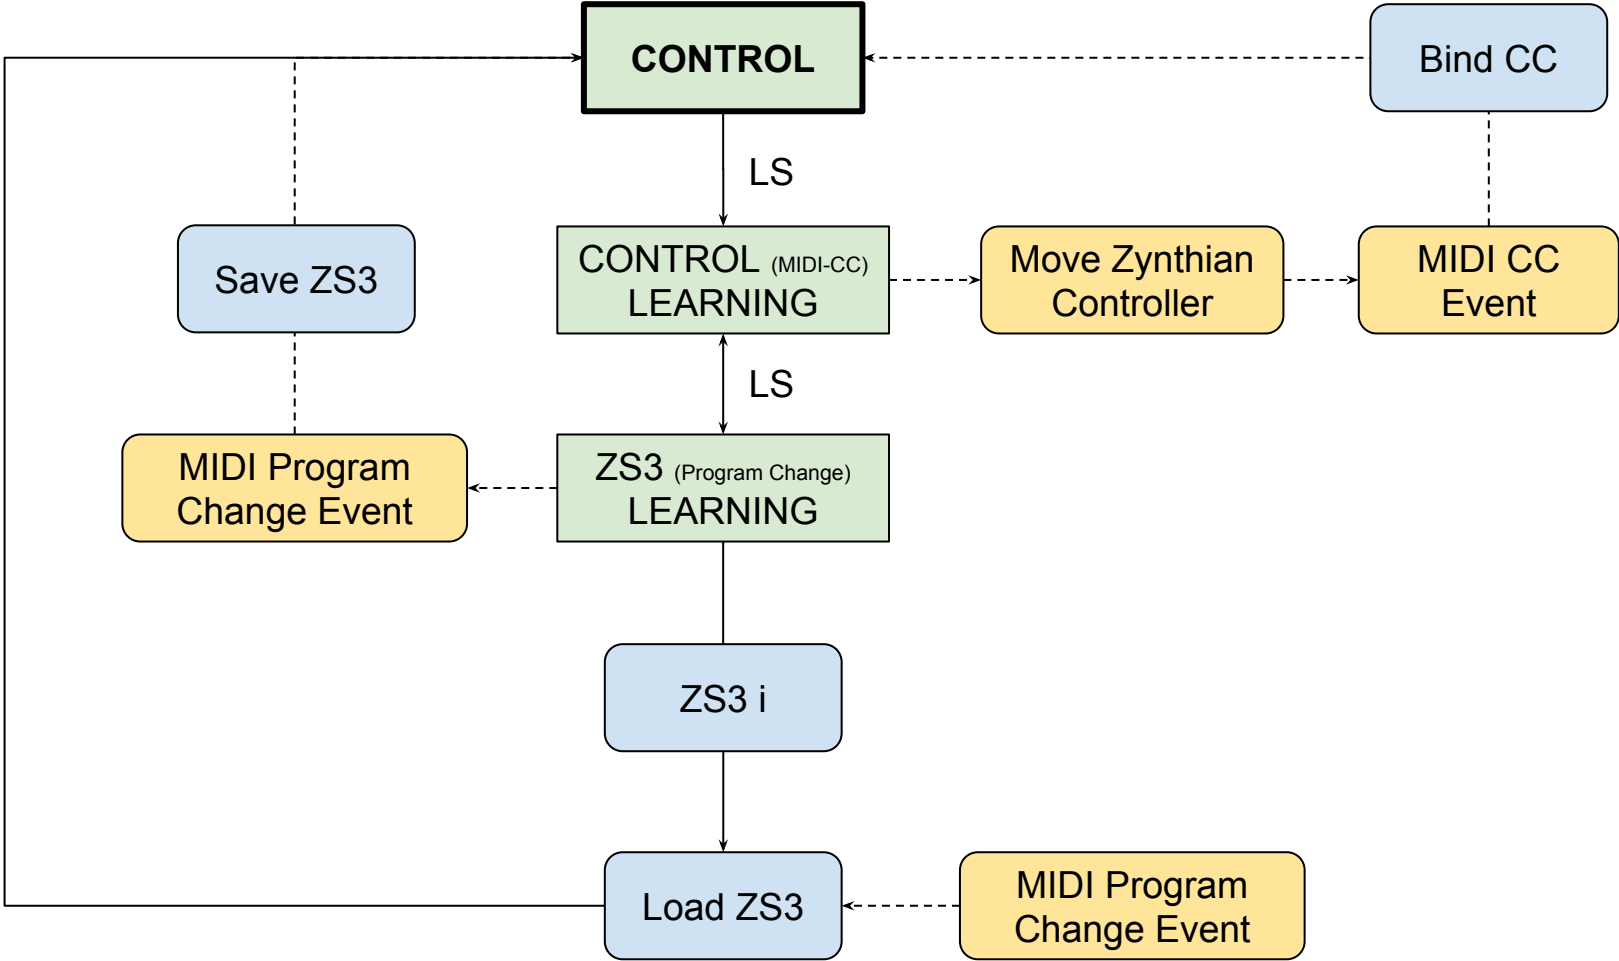 CONTROL
Bind CC
LS
Save ZS3
CONTROL (MIDI-CC)
LEARNING
Move Zynthian
Controller
MIDI CC
Event
LS
MIDI Program
Change Event
ZS3 (Program Change)
LEARNING
ZS3 i
Load ZS3
MIDI Program
Change Event